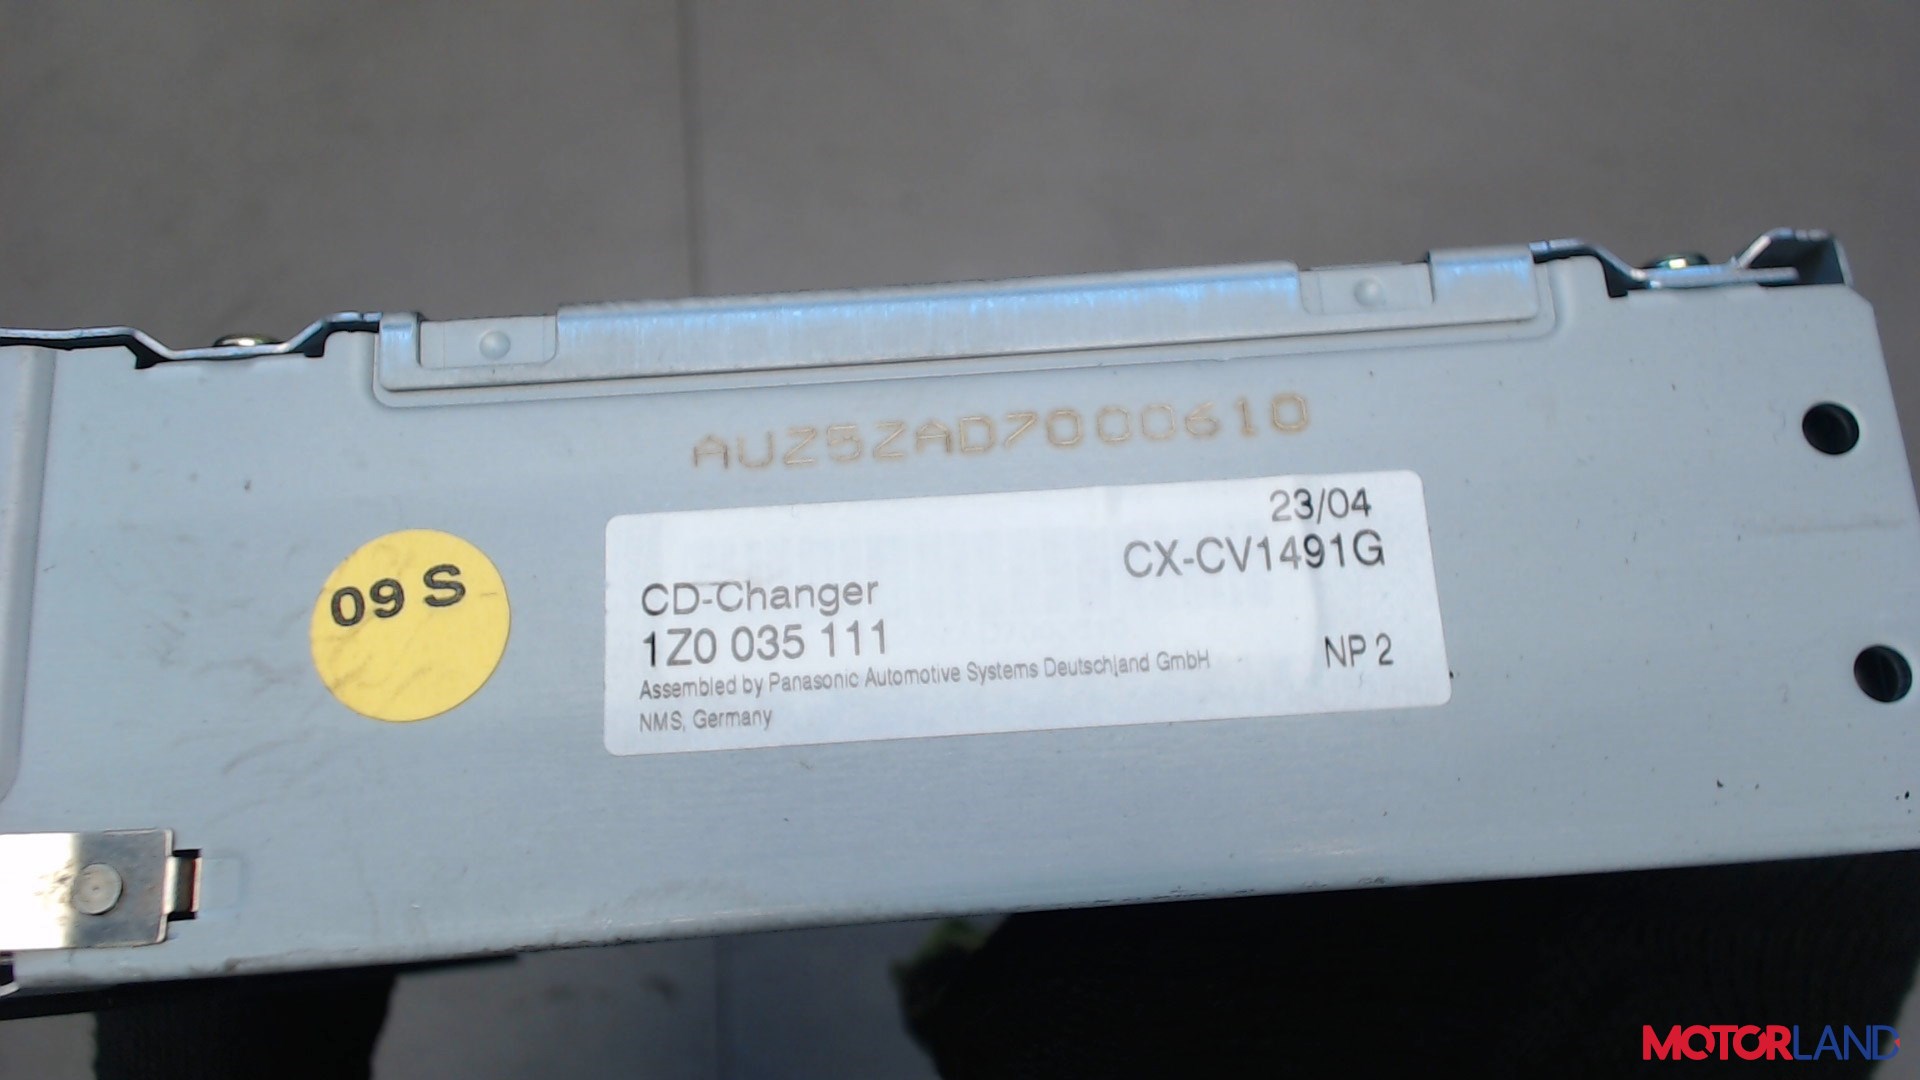 AUZ5ZAD7000610
09 S
23/04
CX-CV1491G
CD-Changer
1Z0 035 111
NP 2
Assembled by Panasonic Automotive Systems Deutschland GmbH
NMS, Germany
MOTORLAND